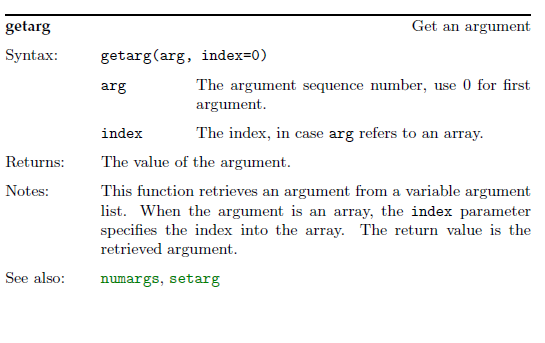 getarg Get an argument
Syntax: getarg(arg, index=0)
arg The argument sequence number, use 0 for first
argument.
index The index, in case arg refers to an array.
Returns: The value of the argument.
Notes: This function retrieves an argument from a variable argument
list. When the argument is an array, the index parameter
specifies the index into the array. The return value is the
retrieved argument.
See also: numargs, setarg